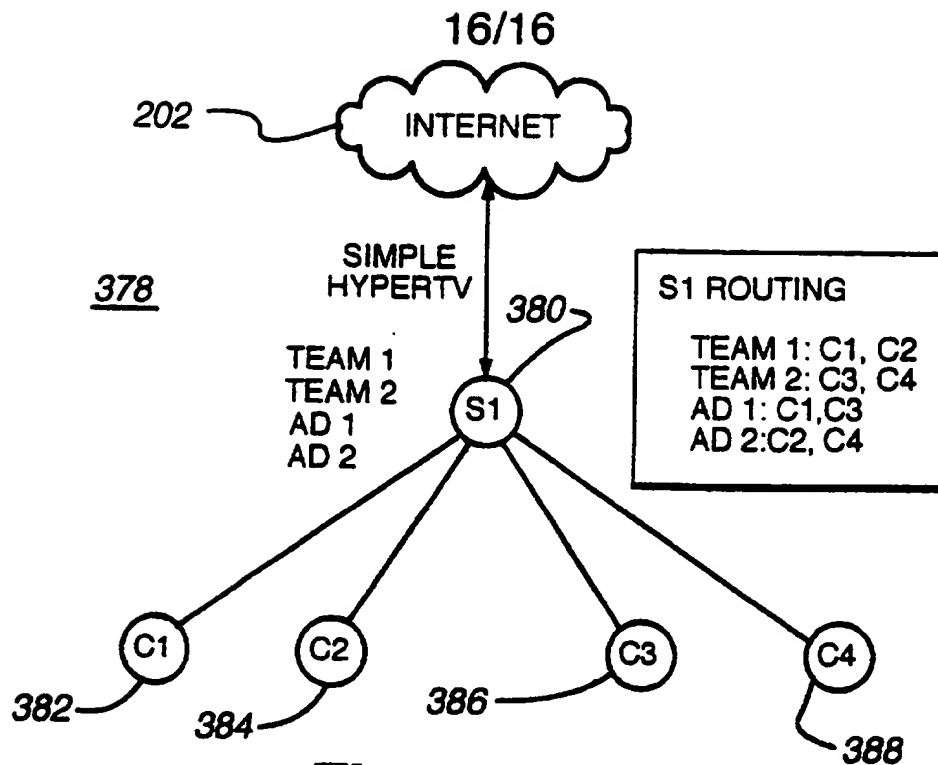 16/16
202
INTERNET
SIMPLE
HYPERTV
378
380
S1 ROUTING
TEAM 1: C1, C2
TEAM 2: C3, C4
AD 1: C1,C3
AD 2:C2, C4
TEAM 1
TEAM 2
AD 1
AD 2
S1
C1
C2
C3
C4
382
384
386
388